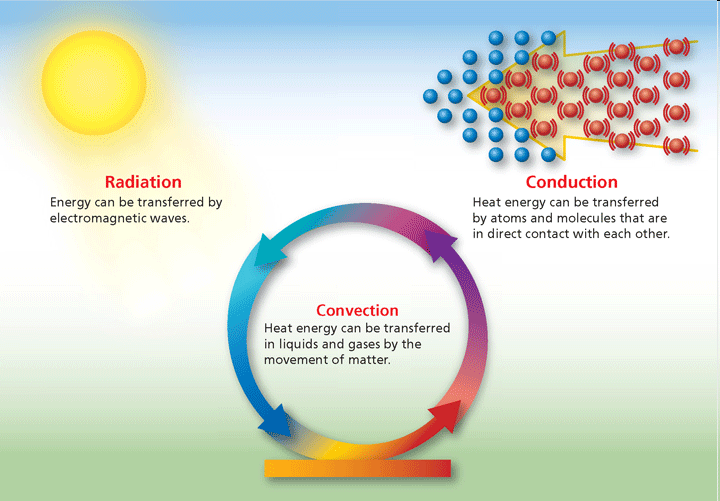 Radiation
Energy can be transferred by
electromagnetic waves.
Conduction
Heat energy can be transferred
by atoms and molecules that are
in direct contact with each other.
Convection
Heat energy can be transferred
in liquids and gases by the
movement of matter.